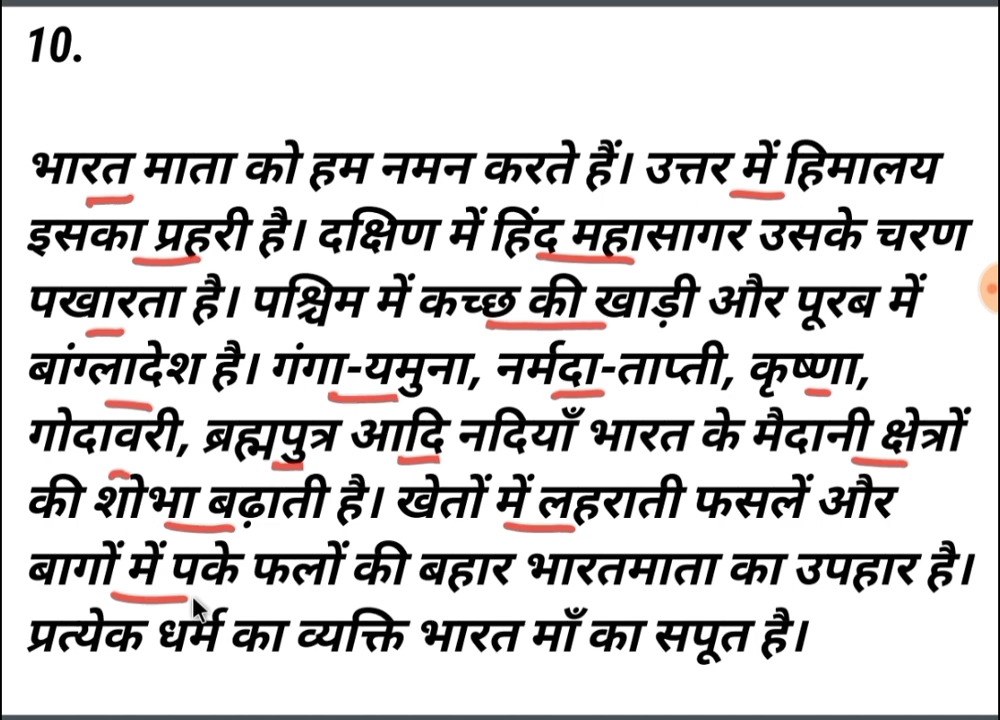 10.
भारत माता को हम नमन करते हैं। उत्तर में हिमालय
इसका प्रहरी है। दक्षिण में हिंद महासागर उसके चरण
पखारता है। पश्चिम में कच्छ की खाड़ी और पूरब में
बांग्लादेश है। गंगा-यमुना, नर्मदा-ताप्ती, कृष्णा,
गोदावरी, ब्रह्मपुत्र आदि नदियाँ भारत के मैदानी क्षेत्रों
की शोभा बढ़ाती है। खेतों में लहराती फसलें और
बागों में पके फलों की बहार भारतमाता का उपहार है।
प्रत्येक धर्म का व्यक्ति भारत माँ का सपूत है।